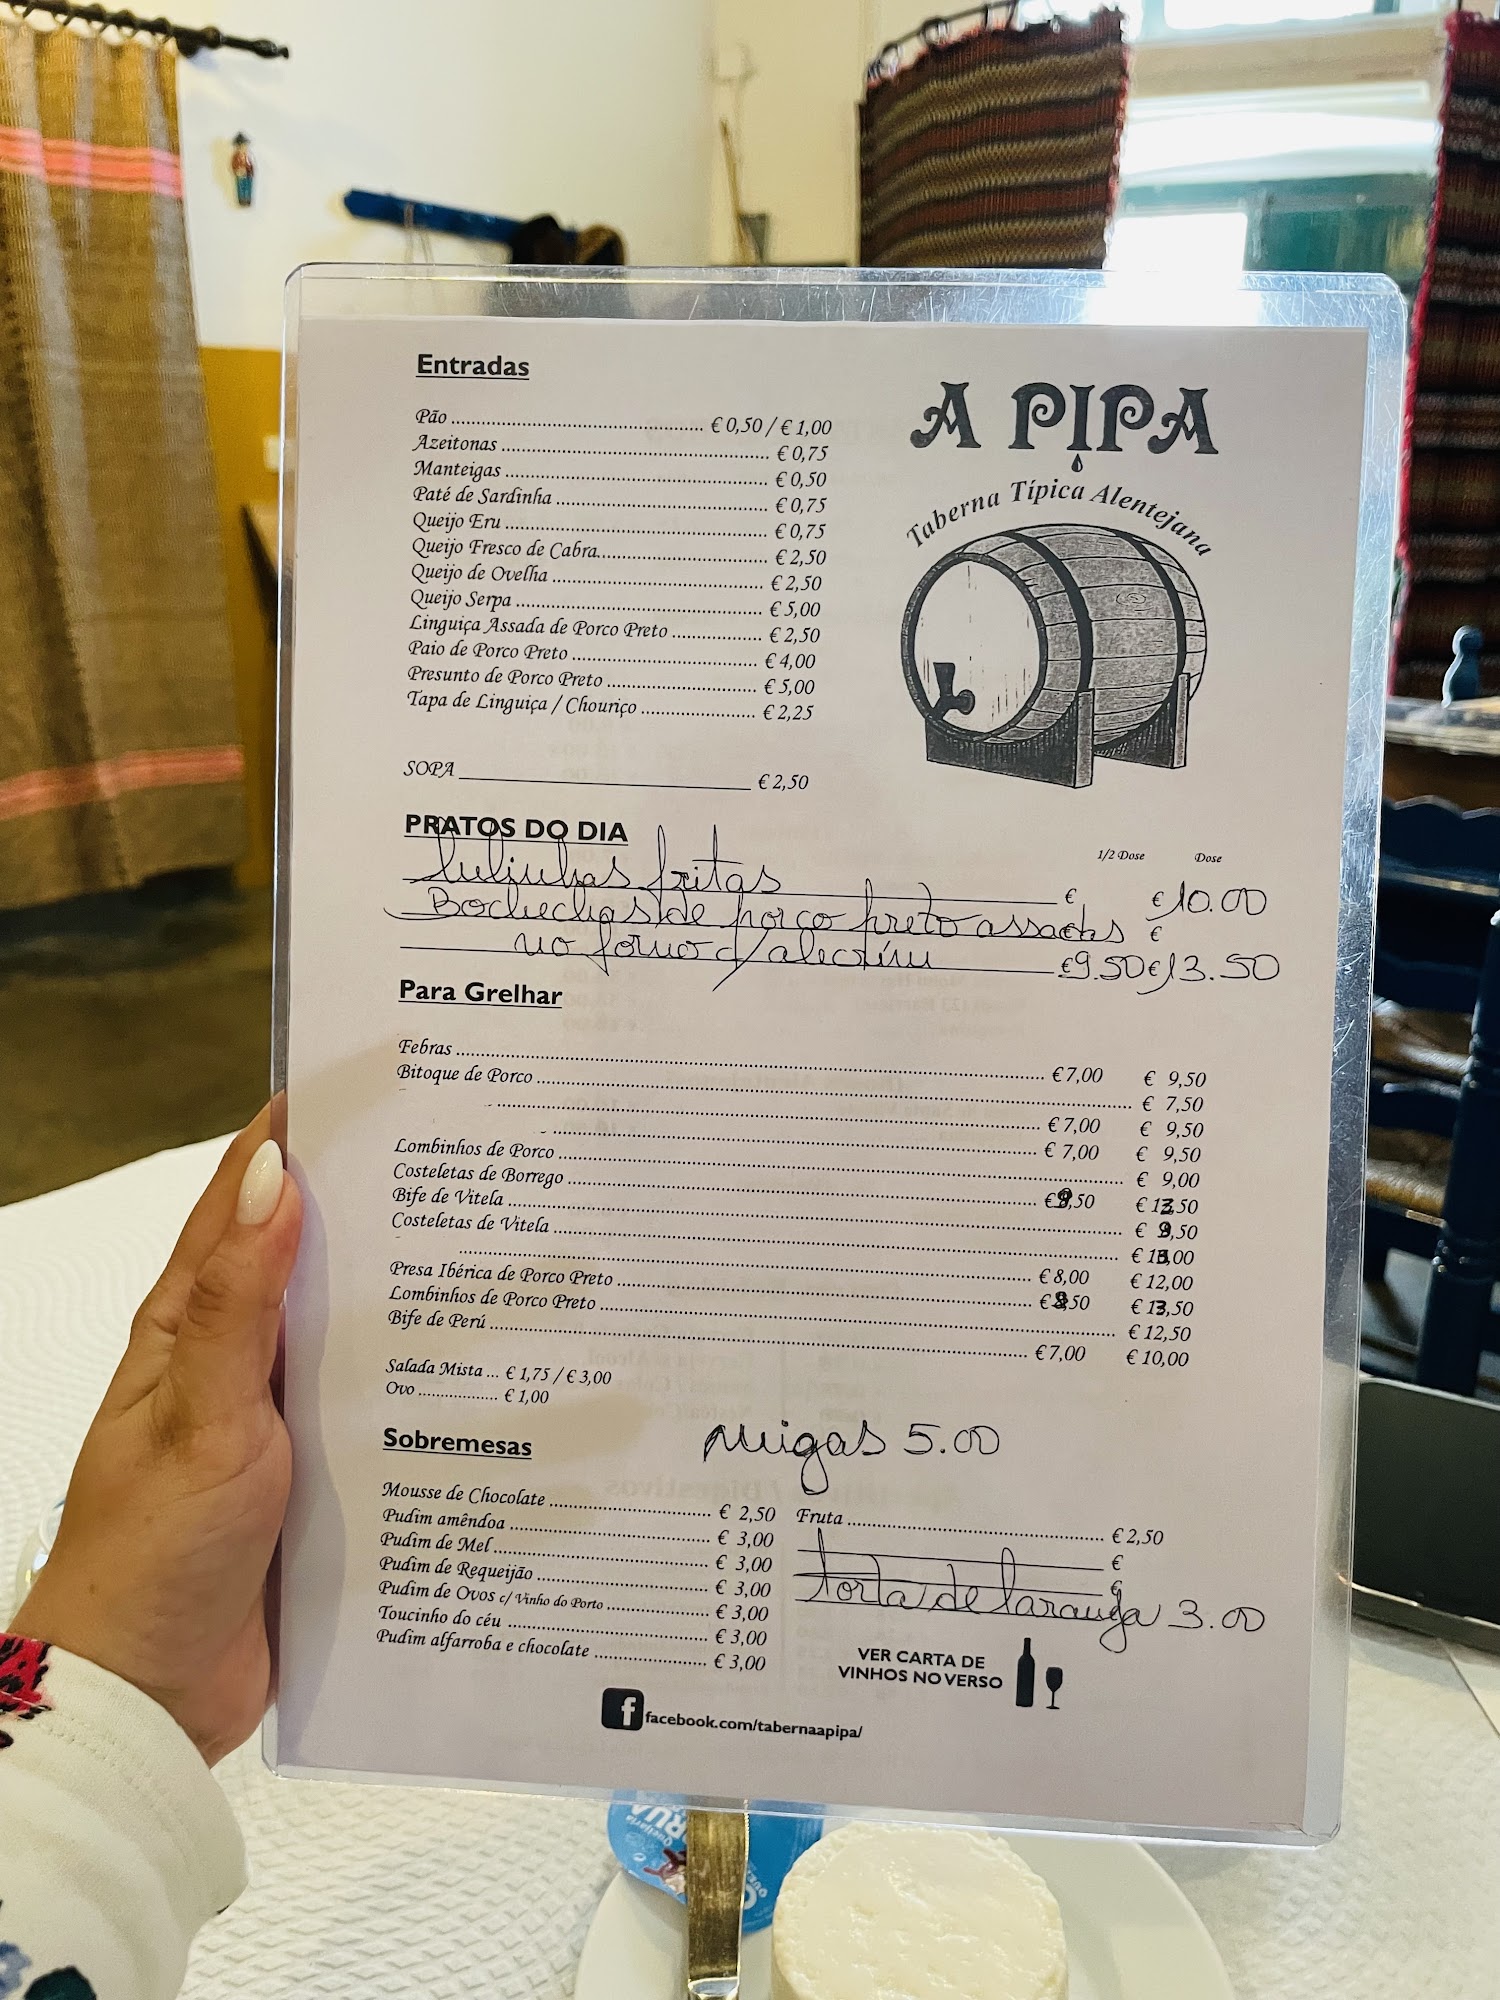 Entradas
Pão ........ € 0,50 / € 1,00
Azeitonas ........ € 0,75
Manteigas ........ € 0,50
Paté de Sardinha ........ € 0,75
Queijo Eru ........ € 0,75
Queijo Fresco de Cabra ........ € 2,50
Queijo de Ovelha ........ € 2,50
Queijo Serpa ........ € 5,00
Linguiça Assada de Porco Preto ........ € 2,50
Paio de Porco Preto ........ € 4,00
Presunto de Porco Preto ........ € 5,00
Tapa de Linguiça / Chouriço ........ € 2,25
SOPA ________ € 2,50
A PIPA
Taberna Típica Alentejana
PRATOS DO DIA
1/2 Dose Dose
Lulinhas fritas € € 10.00
Bochechas de porco preto assadas € €
no forno c/ alecrim € 9.50 € 13.50
Para Grelhar
Febras ........ € 7,00 € 9,50
Bitoque de Porco ........ € 7,50
........ € 7,00 € 9,50
........ € 7,00 € 9,50
Lombinhos de Porco ........ € 9,00
Costeletas de Borrego ........ € 9,50 € 13,50
Bife de Vitela ........ € 9,50
Costeletas de Vitela ........
........ € 8,00 € 12,00
Presa Ibérica de Porco Preto ........ € 9,50 € 13,50
Lombinhos de Porco Preto ........ € 12,50
Bife de Perú ........ € 7,00 € 10,00
Salada Mista ... € 1,75 / € 3,00
Ovo ........ € 1,00
Migas 5.00
Sobremesas
Mousse de Chocolate ........ € 2,50
Pudim amêndoa ........ € 3,00
Pudim de Mel ........ € 3,00
Pudim de Requeijão ........ € 3,00
Pudim de Ovos c/ Vinho do Porto ........ € 3,00
Toucinho do céu ........ € 3,00
Pudim alfarroba e chocolate ........ € 3,00
Fruta ........ € 2,50
€
€
torta de laranja 3.00
VER CARTA DE
VINHOS NO VERSO
facebook.com/tabernaapipa/